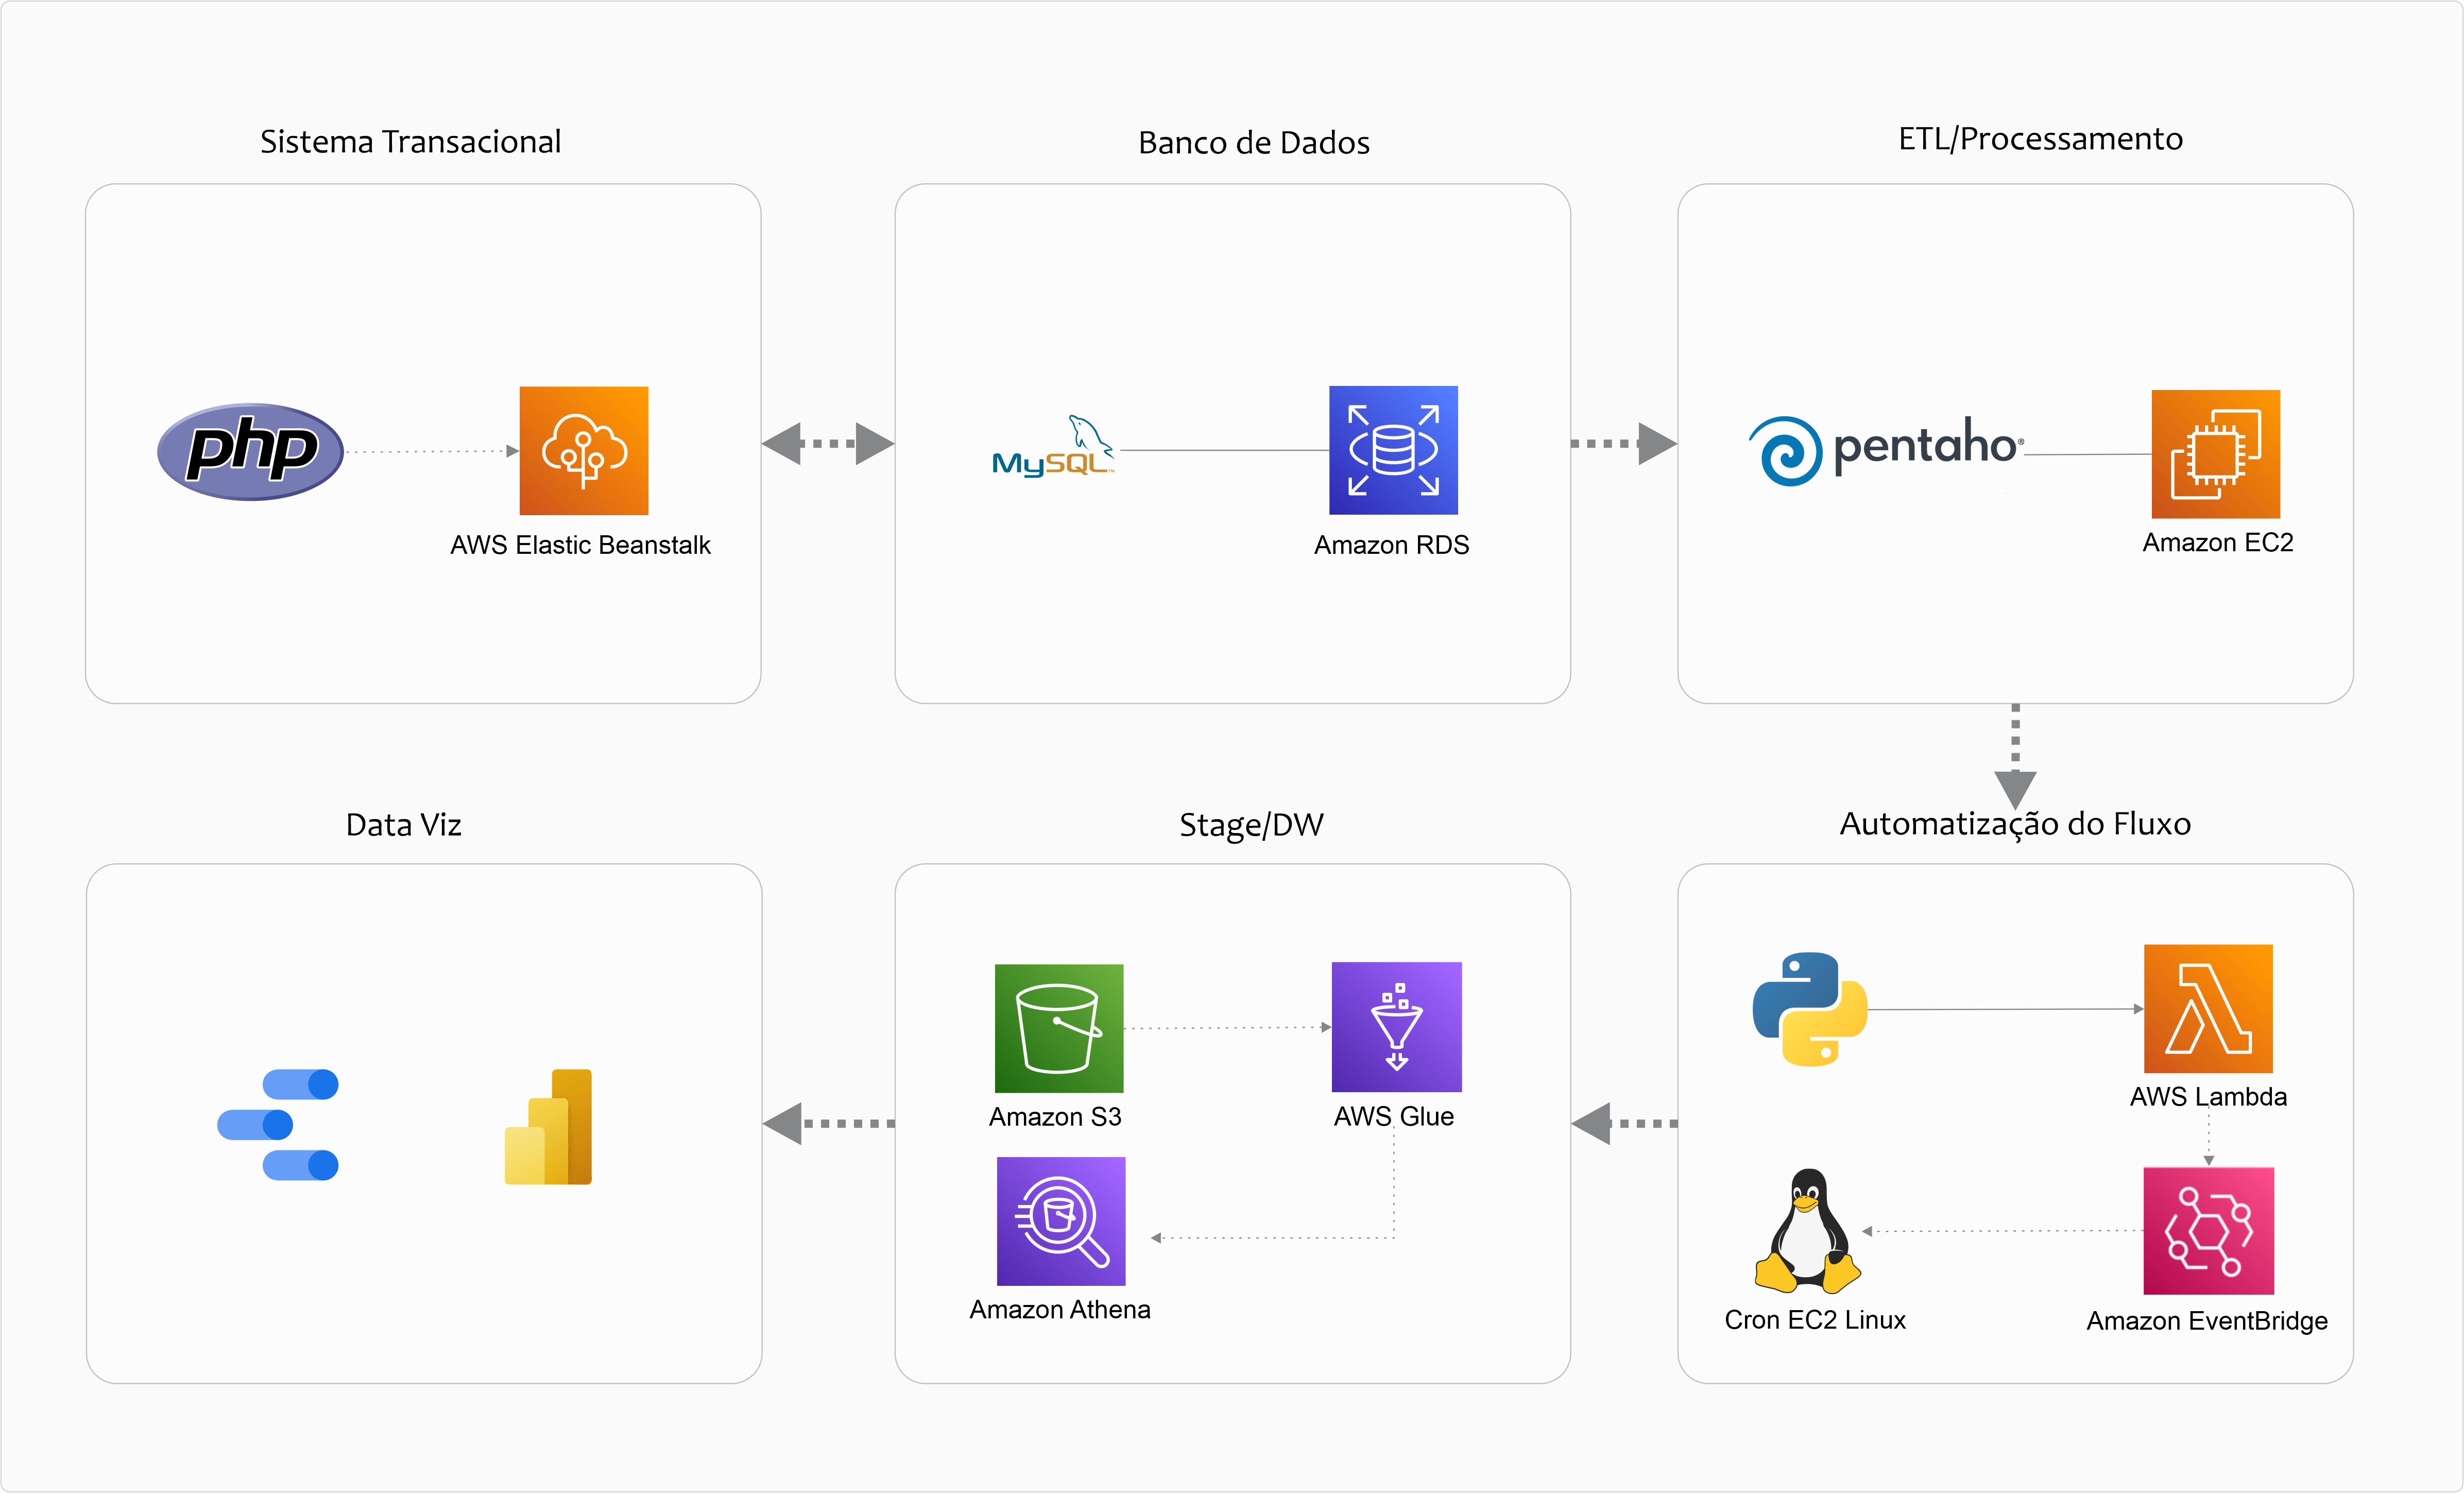 Sistema Transacional
Banco de Dados
ETL/Processamento
php
AWS Elastic Beanstalk
MySQL™
Amazon RDS
pentaho®
Amazon EC2
Data Viz
Stage/DW
Automatização do Fluxo
Amazon S3
AWS Glue
AWS Lambda
Amazon Athena
Cron EC2 Linux
Amazon EventBridge